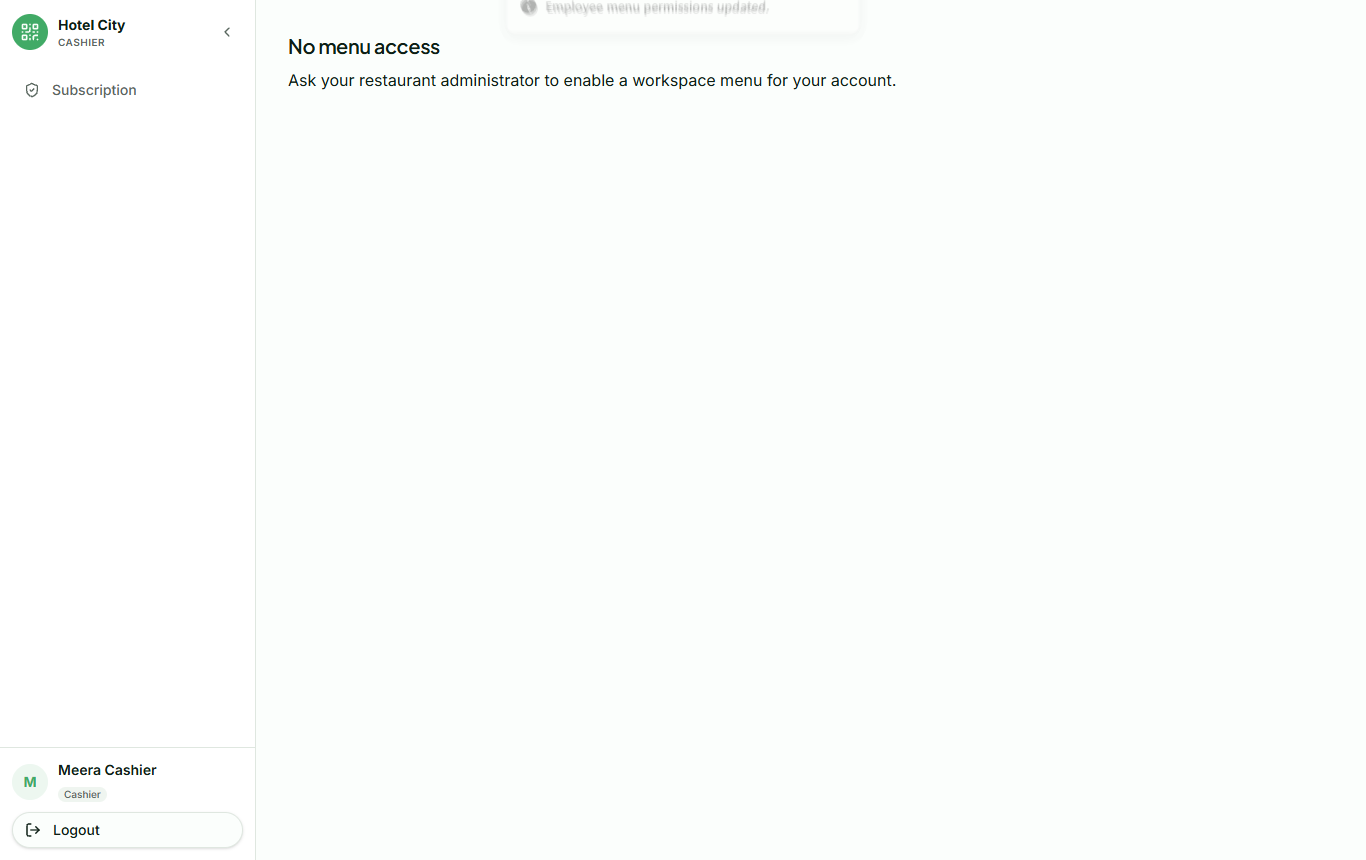 Hotel City
CASHIER
Subscription
Employee menu permissions updated.
No menu access
Ask your restaurant administrator to enable a workspace menu for your account.
M
Meera Cashier
Cashier
Logout